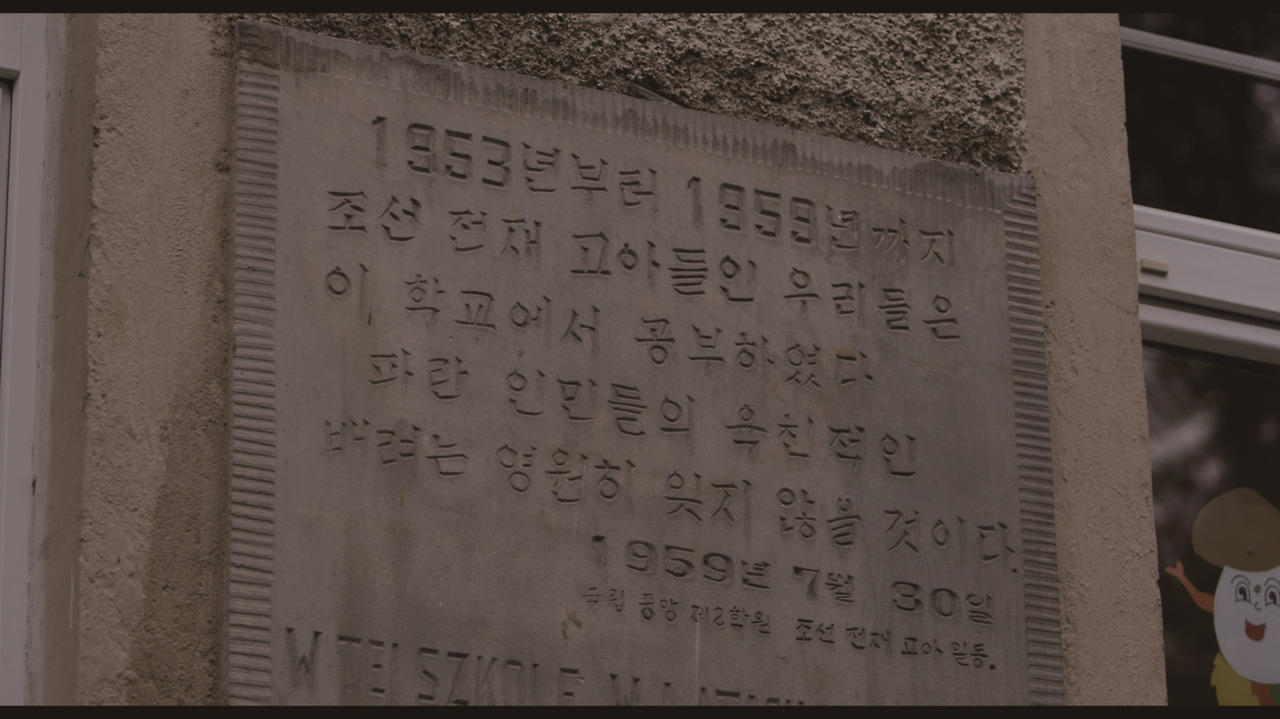 1953년부터 1959년까지
조선 전재 고아들인 우리들은
이 학교에서 공부하였다
파란 인민들의 육친적인
배려는 영원히 잊지 않을 것이다.
1959년 7월 30일
국립 중앙 제2학원 조선 전재 고아 일동.
W TEJ SZKOLE W LATACH